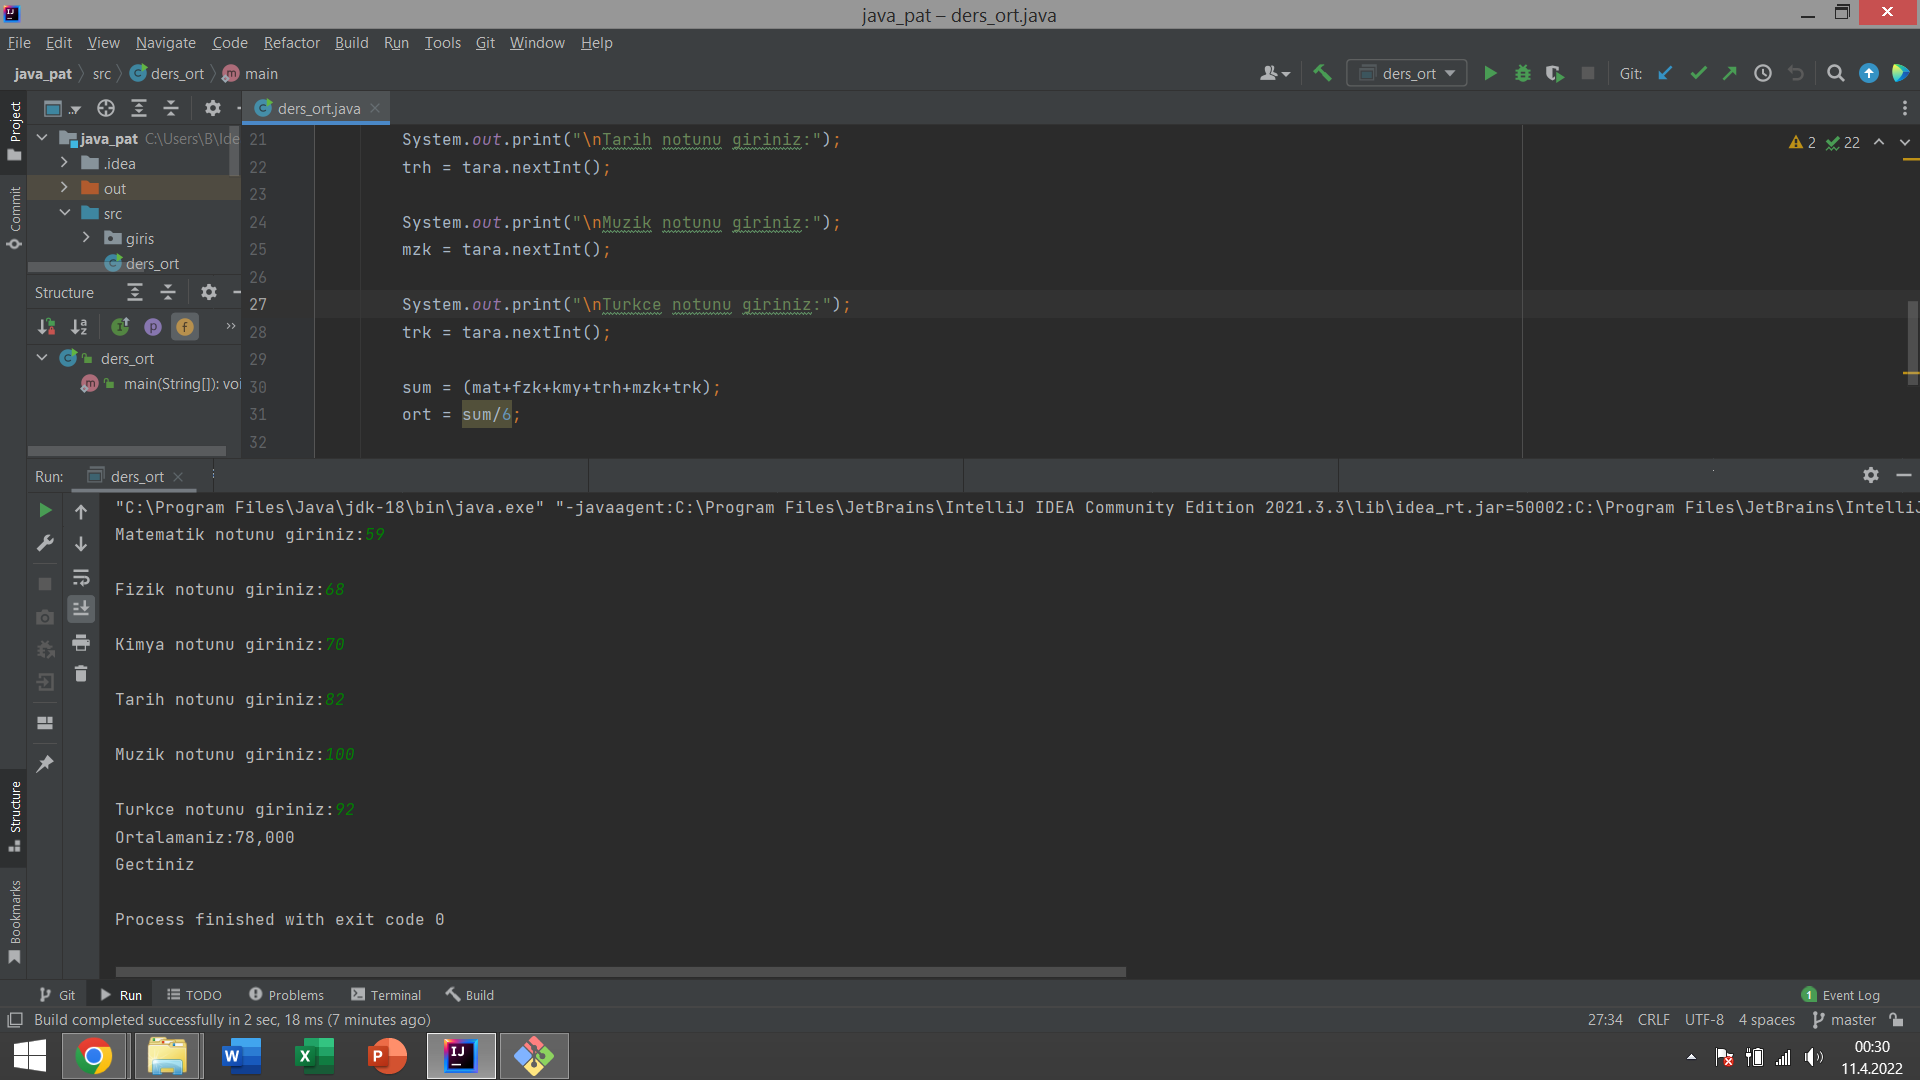 java_pat – ders_ort.java
File Edit View Navigate Code Refactor Build Run Tools Git Window Help
java_pat src ders_ort main
ders_ort Git:
Project
Commit
Structure
Bookmarks
java_pat C:\Users\B\Ide
.idea
out
src
giris
ders_ort
Structure
ders_ort
main(String[]): voi
ders_ort.java
2 22
21 System.out.print("\nTarih notunu giriniz:");
22 trh = tara.nextInt();
23
24 System.out.print("\nMuzik notunu giriniz:");
25 mzk = tara.nextInt();
26
27 System.out.print("\nTurkce notunu giriniz:");
28 trk = tara.nextInt();
29
30 sum = (mat+fzk+kmy+trh+mzk+trk);
31 ort = sum/6;
32
Run: ders_ort
"C:\Program Files\Java\jdk-18\bin\java.exe" "-javaagent:C:\Program Files\JetBrains\IntelliJ IDEA Community Edition 2021.3.3\lib\idea_rt.jar=50002:C:\Program Files\JetBrains\IntelliJ
Matematik notunu giriniz:59
Fizik notunu giriniz:68
Kimya notunu giriniz:70
Tarih notunu giriniz:82
Muzik notunu giriniz:100
Turkce notunu giriniz:92
Ortalamaniz:78,000
Gectiniz
Process finished with exit code 0
Git Run TODO Problems Terminal Build 1 Event Log
Build completed successfully in 2 sec, 18 ms (7 minutes ago) 27:34 CRLF UTF-8 4 spaces master
00:30
11.4.2022